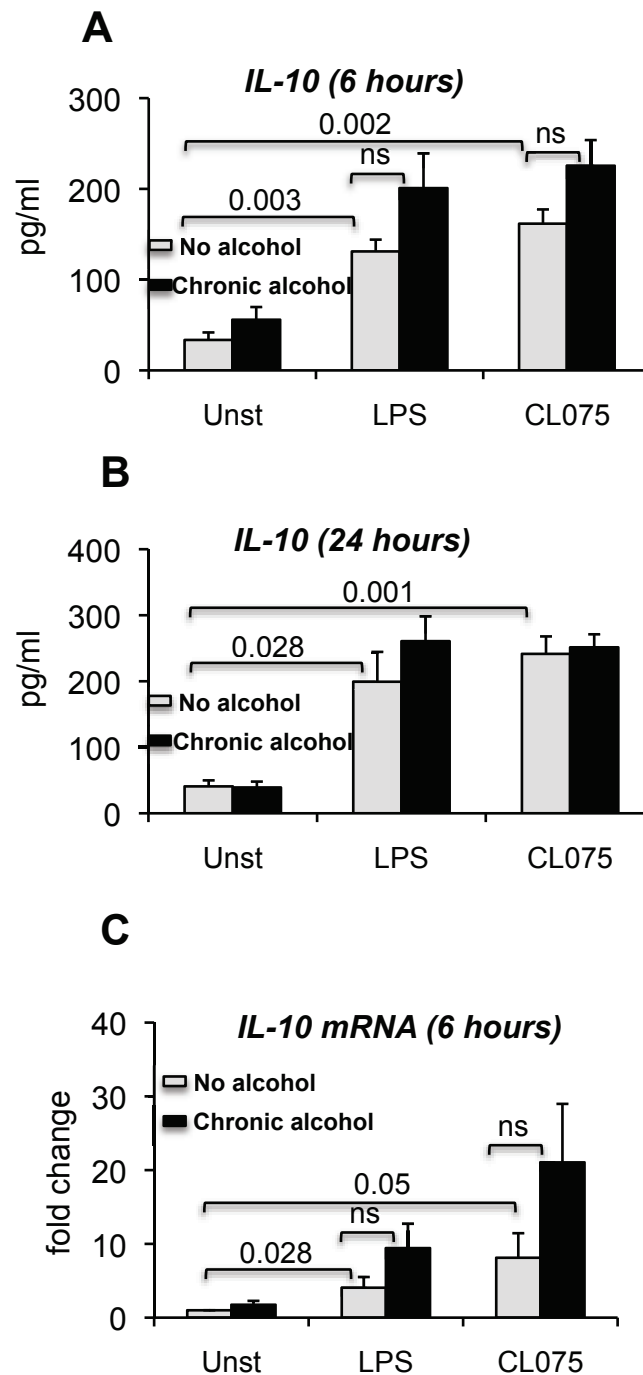 A
IL-10 (6 hours)
300
200
100
0
pg/ml
0.002
ns
ns
0.003
No alcohol
Chronic alcohol
Unst LPS CL075
B
IL-10 (24 hours)
400
300
200
100
0
pg/ml
0.001
0.028
No alcohol
Chronic alcohol
Unst LPS CL075
C
IL-10 mRNA (6 hours)
40
30
20
10
0
fold change
No alcohol
Chronic alcohol
ns
0.05
ns
0.028
Unst LPS CL075